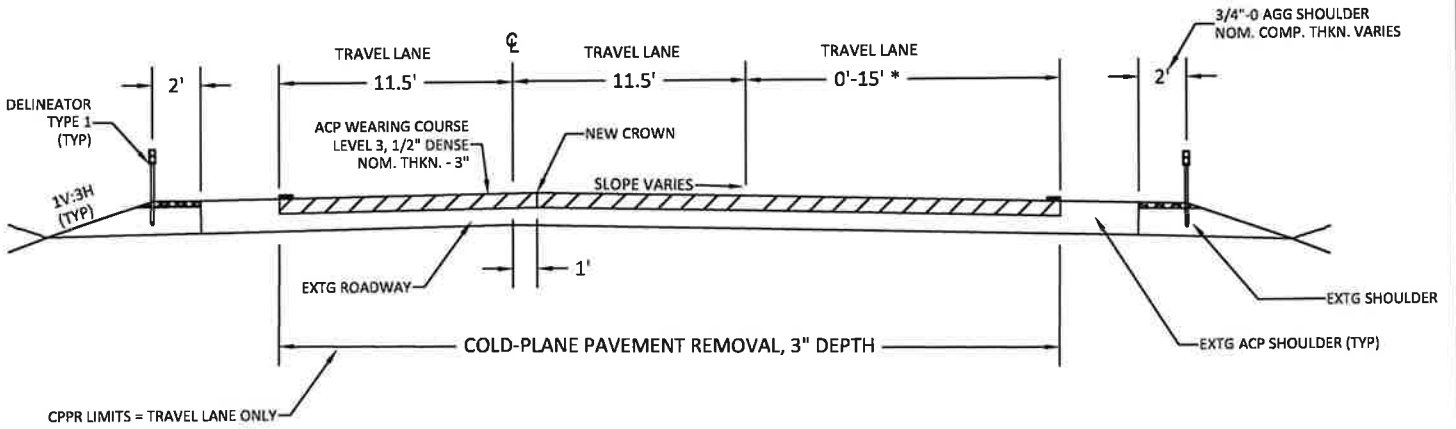 3/4"-0 AGG SHOULDER
NOM. COMP. THKN. VARIES
℄
TRAVEL LANE
TRAVEL LANE
TRAVEL LANE
2'
11.5'
11.5'
0'-15' *
2'
DELINEATOR
TYPE 1
(TYP)
ACP WEARING COURSE
LEVEL 3, 1/2" DENSE
NOM. THKN. - 3"
NEW CROWN
SLOPE VARIES
1V:3H
(TYP)
1'
EXTG ROADWAY
EXTG SHOULDER
COLD-PLANE PAVEMENT REMOVAL, 3" DEPTH
EXTG ACP SHOULDER (TYP)
CPPR LIMITS = TRAVEL LANE ONLY